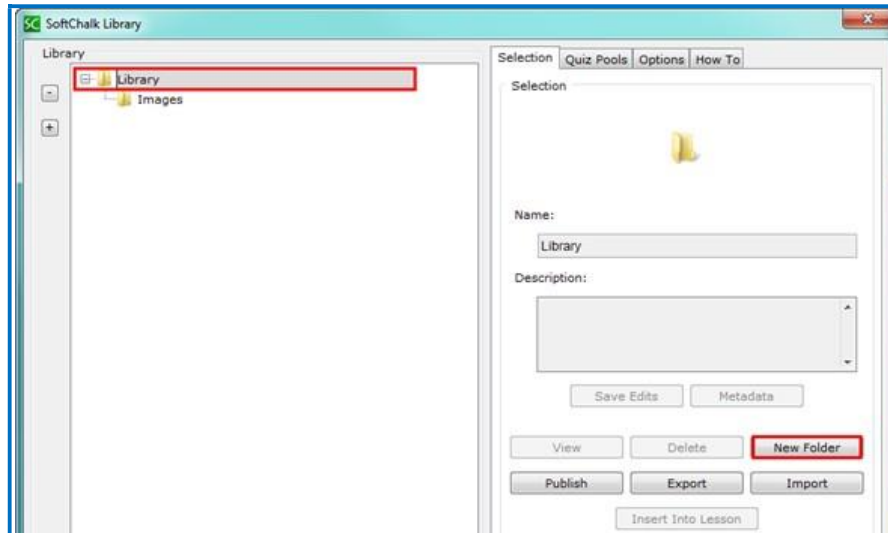 SC SoftChalk Library
Library
Library
Images
Selection Quiz Pools Options How To
Selection
Name:
Library
Description:
Save Edits Metadata
View Delete New Folder
Publish Export Import
Insert Into Lesson